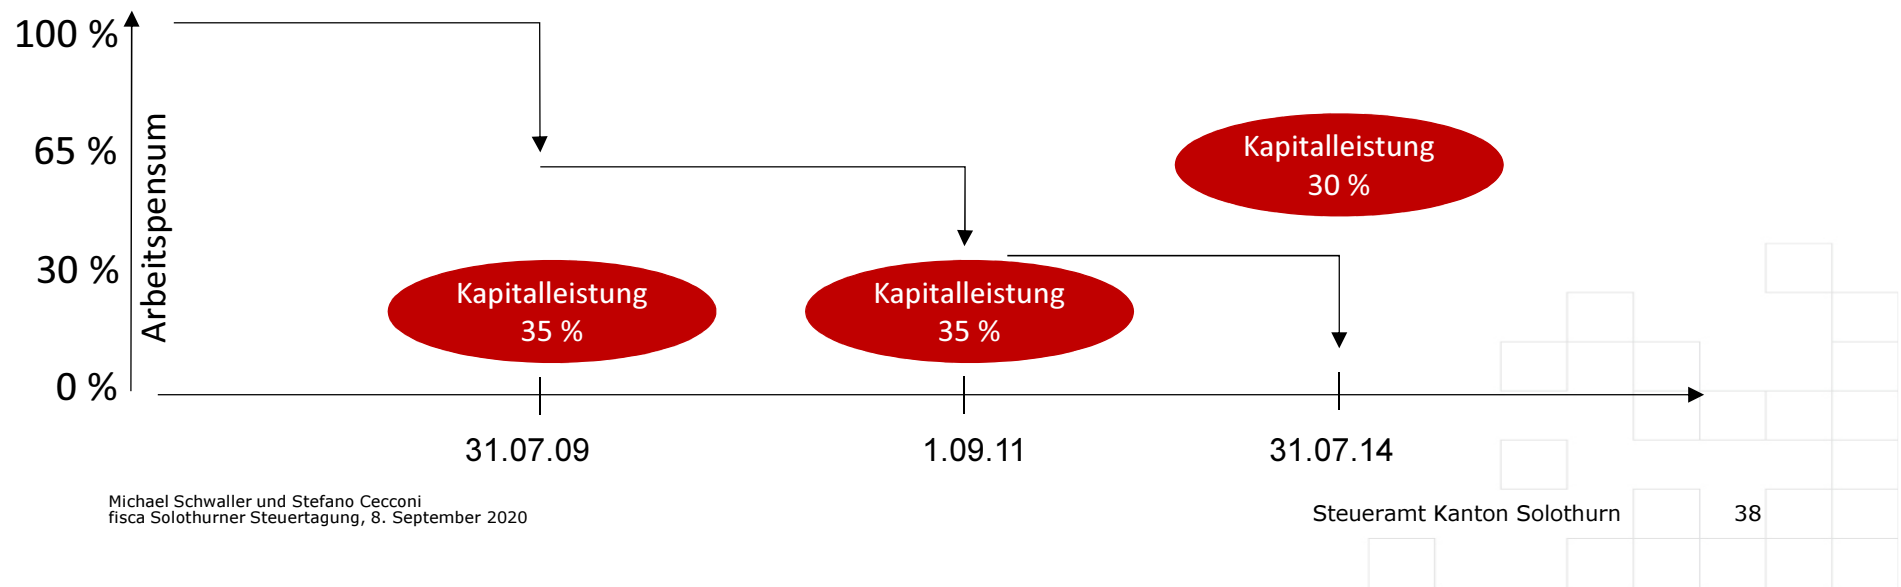 100 %
65 %
30 %
0 %
Arbeitspensum
Kapitalleistung
30 %
Kapitalleistung
35 %
Kapitalleistung
35 %
31.07.09
1.09.11
31.07.14
Michael Schwaller und Stefano Cecconi
fisca Solothurner Steuertagung, 8. September 2020
Steueramt Kanton Solothurn
38